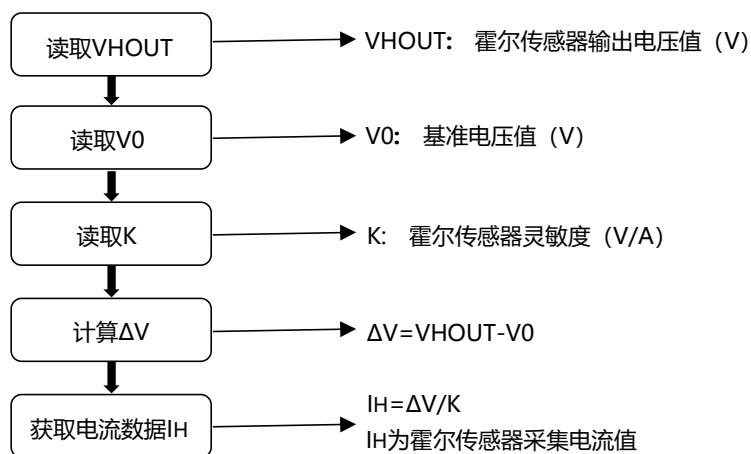 读取VHOUT
VHOUT: 霍尔传感器输出电压值 (V)
读取V0
V0: 基准电压值 (V)
读取K
K: 霍尔传感器灵敏度 (V/A)
计算ΔV
ΔV=VHOUT-V0
获取电流数据IH
IH=ΔV/K
IH为霍尔传感器采集电流值